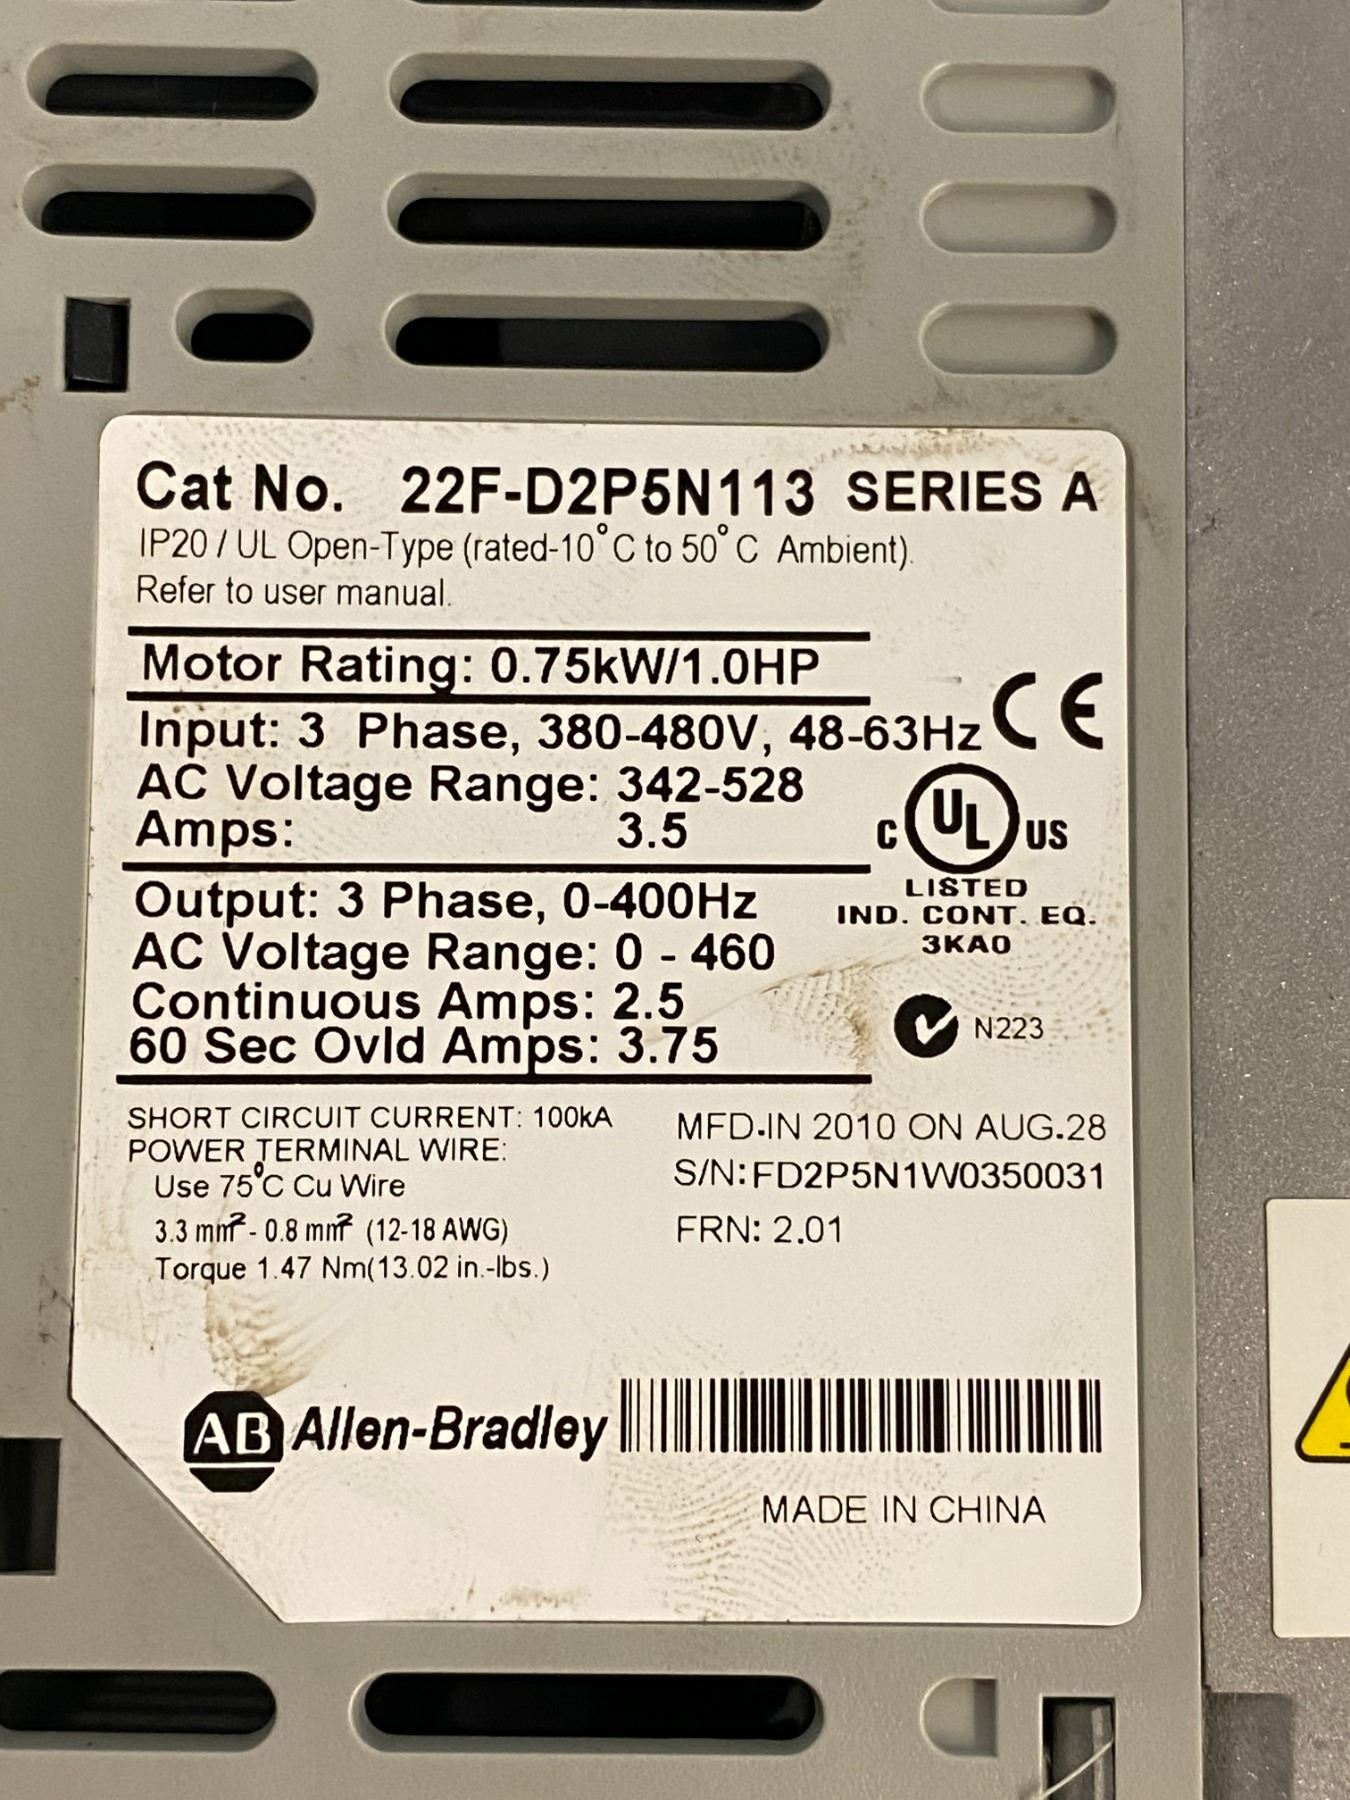 Cat No. 22F-D2P5N113 SERIES A
IP20 / UL Open-Type (rated-10°C to 50°C Ambient).
Refer to user manual.
Motor Rating: 0.75kW/1.0HP
Input: 3 Phase, 380-480V, 48-63Hz
AC Voltage Range: 342-528
Amps: 3.5
CE
C UL US
LISTED
IND. CONT. EQ.
3KA0
Output: 3 Phase, 0-400Hz
AC Voltage Range: 0 - 460
Continuous Amps: 2.5
60 Sec Ovld Amps: 3.75
N223
SHORT CIRCUIT CURRENT: 100kA
POWER TERMINAL WIRE:
Use 75°C Cu Wire
3.3 mm² - 0.8 mm² (12-18 AWG)
Torque 1.47 Nm(13.02 in.-lbs.)
MFD.IN 2010 ON AUG.28
S/N:FD2P5N1W0350031
FRN: 2.01
AB Allen-Bradley
MADE IN CHINA